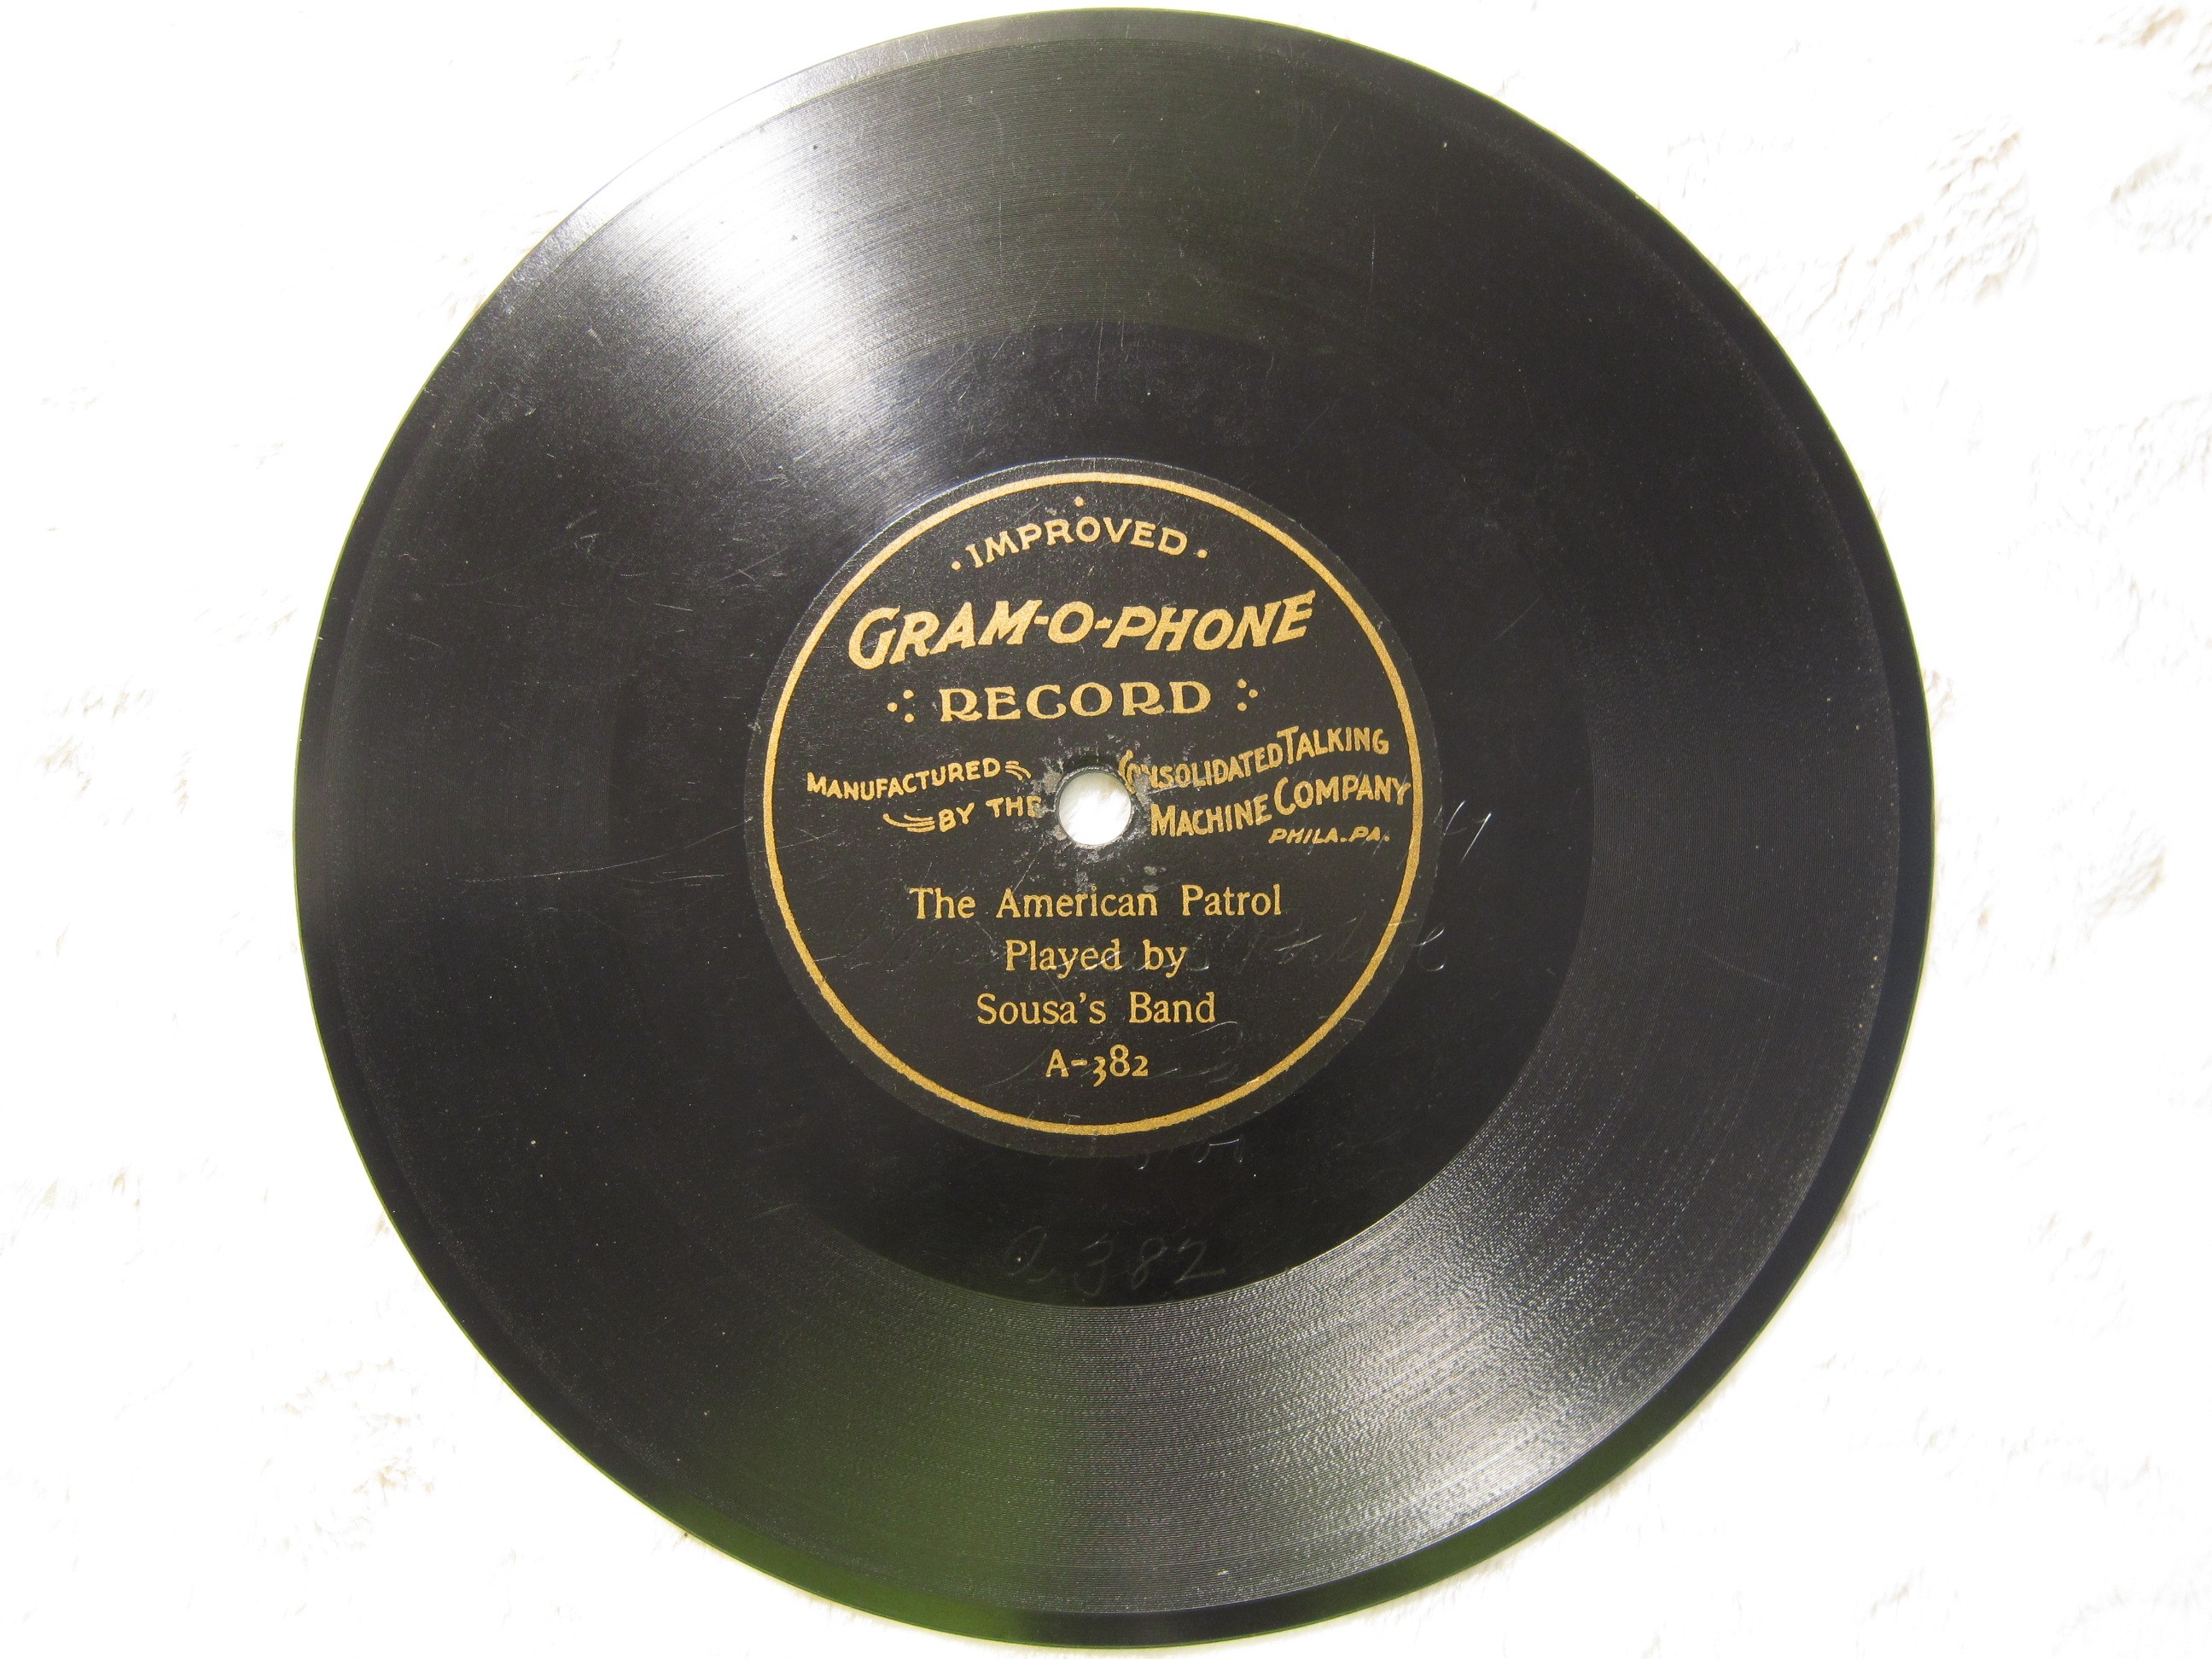 IMPROVED
GRAM-O-PHONE
RECORD
MANUFACTURED
BY THE
CONSOLIDATED TALKING
MACHINE COMPANY
PHILA. PA.
The American Patrol
Played by
Sousa's Band
A-382
A 382